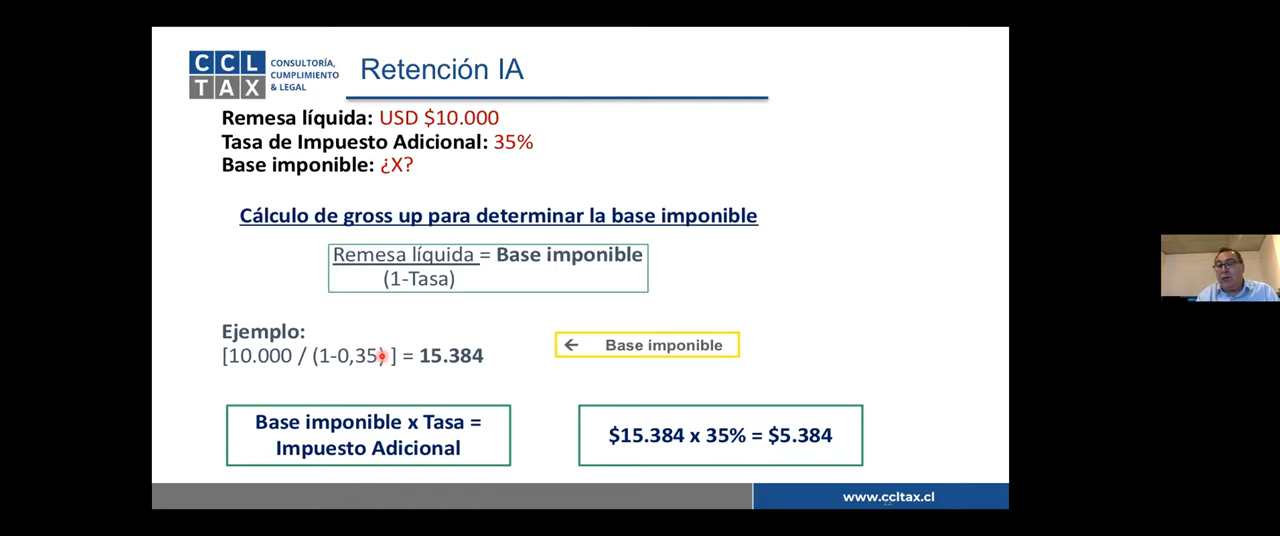 CCL
TAX
CONSULTORÍA,
CUMPLIMIENTO
& LEGAL
Retención IA
Remesa líquida: USD $10.000
Tasa de Impuesto Adicional: 35%
Base imponible: ¿X?
Cálculo de gross up para determinar la base imponible
Remesa líquida = Base imponible
(1-Tasa)
Ejemplo:
[10.000 / (1-0,35) ] = 15.384
← Base imponible
Base imponible x Tasa =
Impuesto Adicional
$15.384 x 35% = $5.384
www.ccltax.cl
12